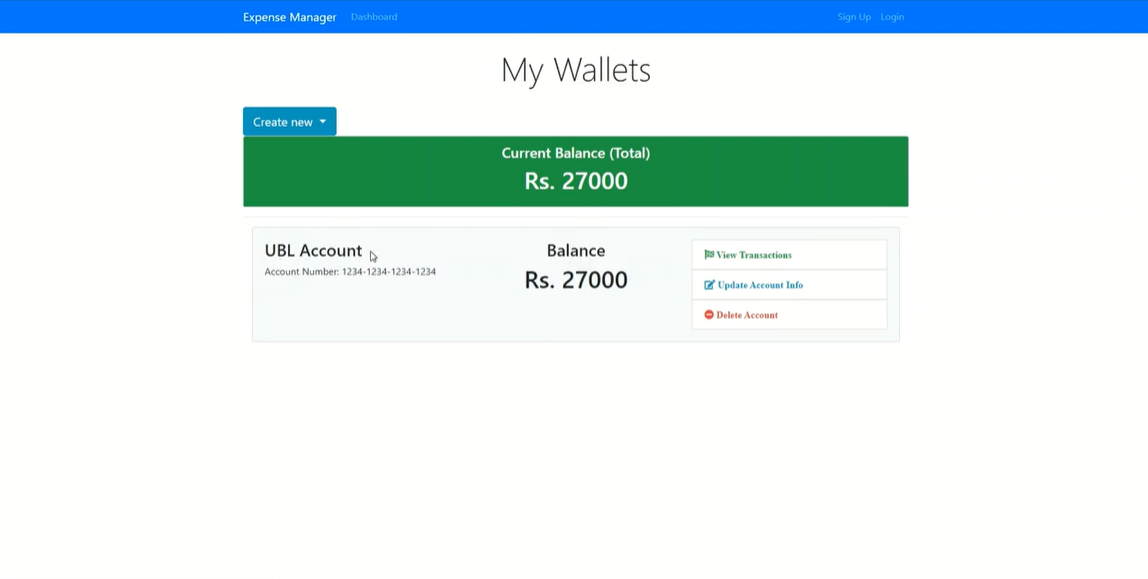 Expense Manager Dashboard Sign Up Login
My Wallets
Create new
Current Balance (Total)
Rs. 27000
UBL Account
Account Number: 1234-1234-1234-1234
Balance
Rs. 27000
View Transactions
Update Account Info
Delete Account